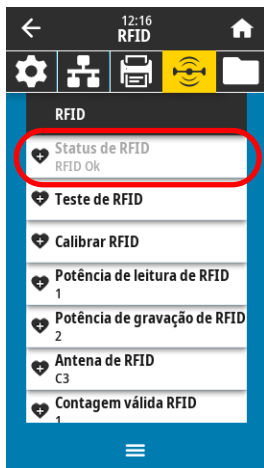 12:16
RFID
RFID
Status de RFID
RFID Ok
Teste de RFID
Calibrar RFID
Potência de leitura de RFID
1
Potência de gravação de RFID
2
Antena de RFID
C3
Contagem válida RFID
1